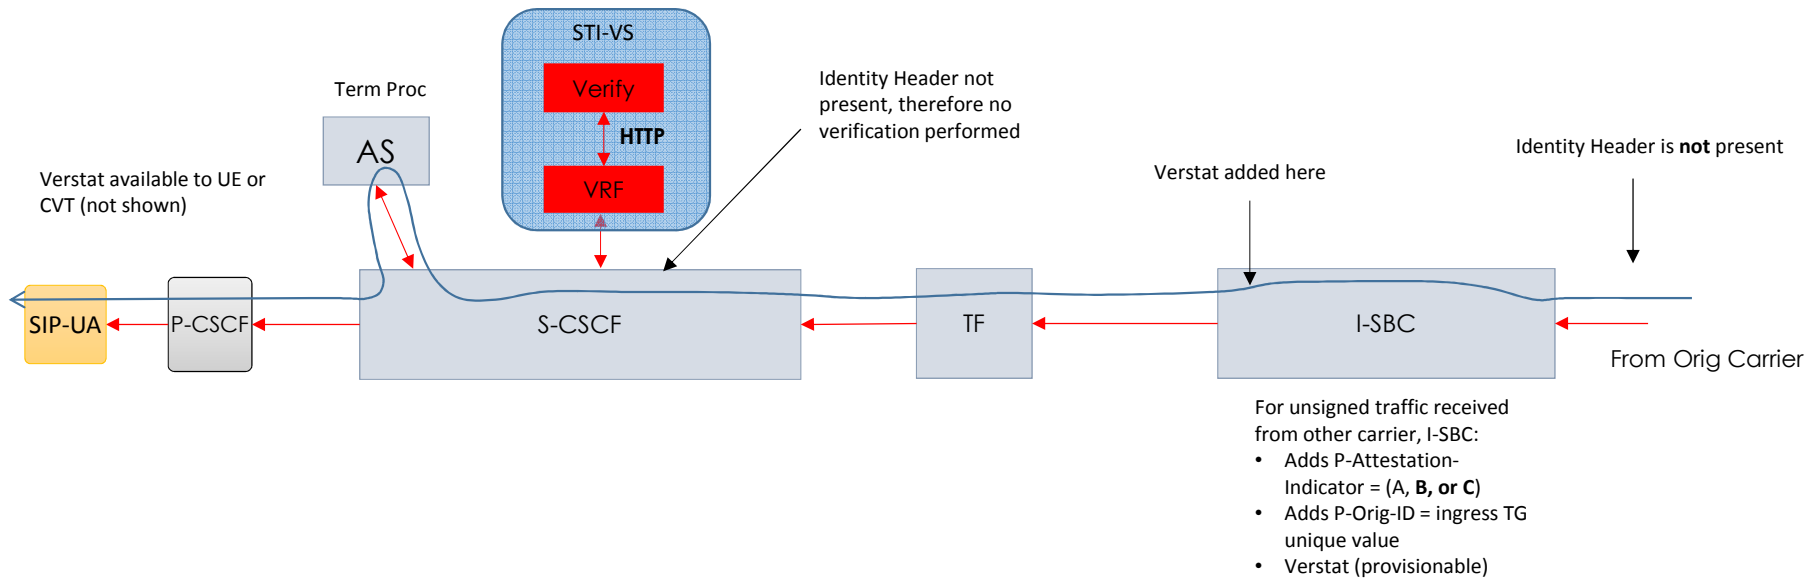 STI-VS
Verify
HTTP
VRF
Term Proc
AS
Identity Header not
present, therefore no
verification performed
Identity Header is not present
Verstat added here
Verstat available to UE or
CVT (not shown)
SIP-UA
P-CSCF
S-CSCF
TF
I-SBC
From Orig Carrier
For unsigned traffic received
from other carrier, I-SBC:
• Adds P-Attestation-
Indicator = (A, B, or C)
• Adds P-Orig-ID = ingress TG
unique value
• Verstat (provisionable)